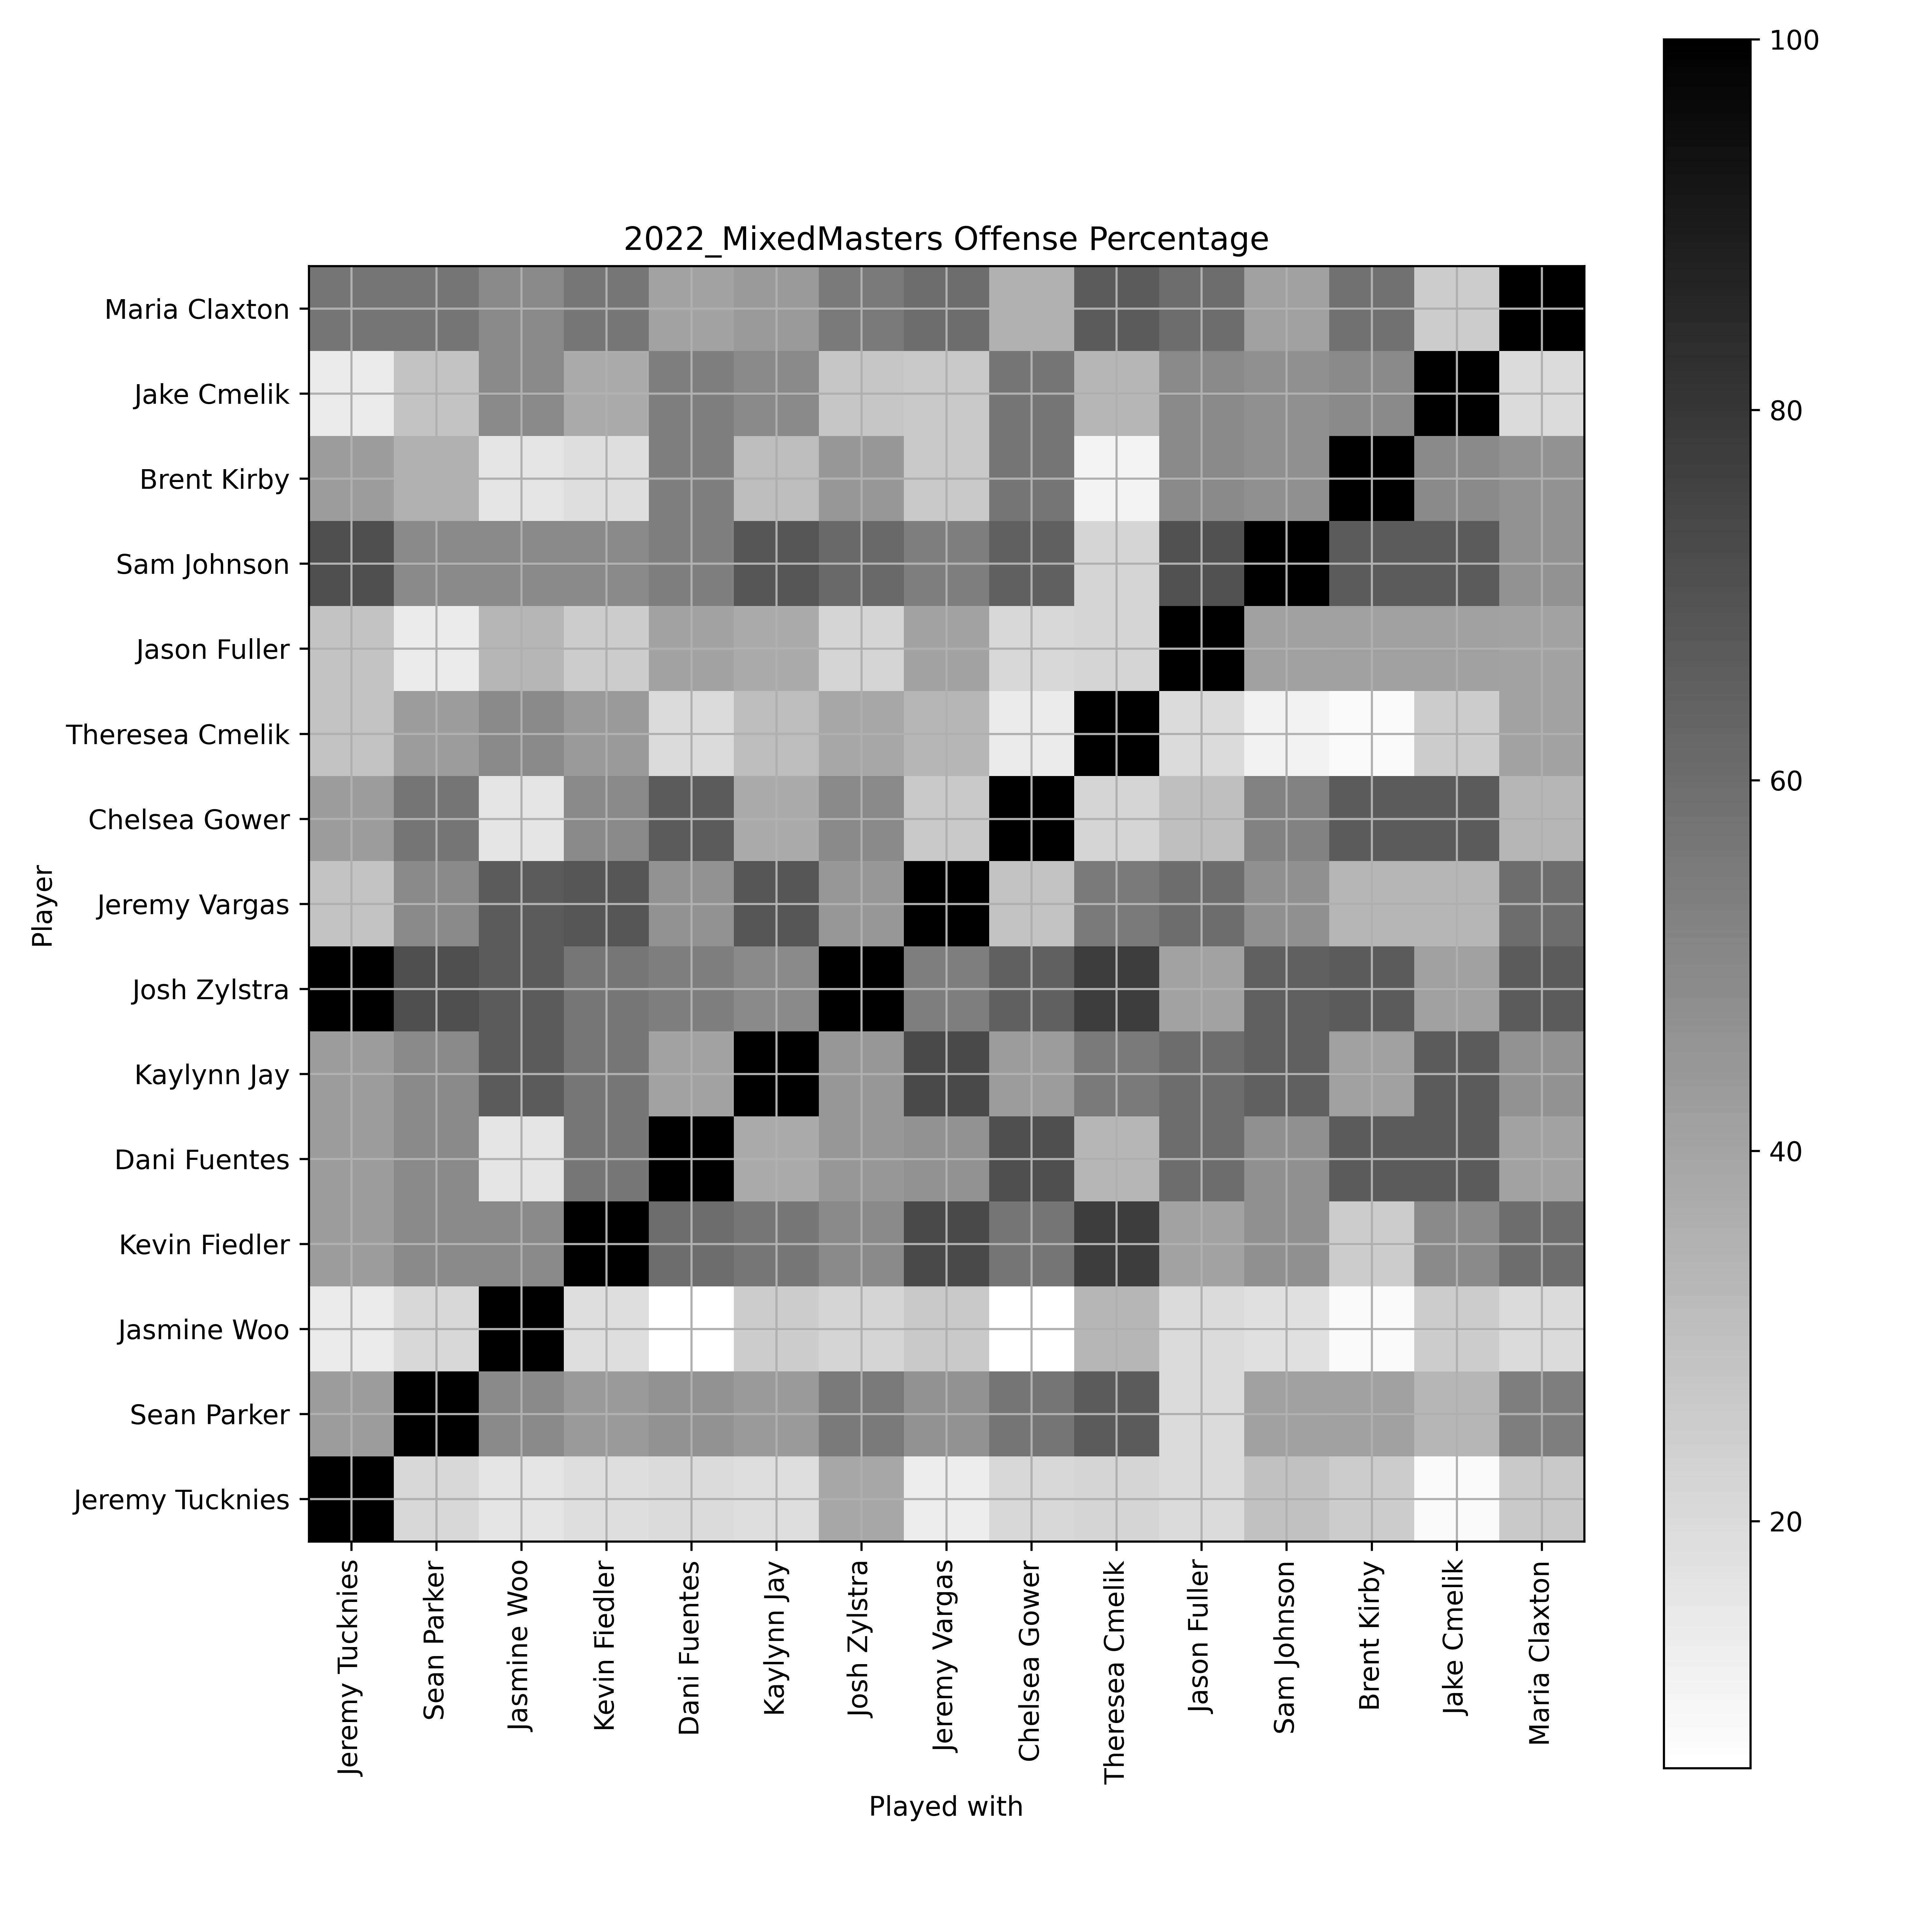 2022_MixedMasters Offense Percentage
Player
Maria Claxton
Jake Cmelik
Brent Kirby
Sam Johnson
Jason Fuller
Theresea Cmelik
Chelsea Gower
Jeremy Vargas
Josh Zylstra
Kaylynn Jay
Dani Fuentes
Kevin Fiedler
Jasmine Woo
Sean Parker
Jeremy Tucknies
Jeremy Tucknies
Sean Parker
Jasmine Woo
Kevin Fiedler
Dani Fuentes
Kaylynn Jay
Josh Zylstra
Jeremy Vargas
Chelsea Gower
Theresea Cmelik
Jason Fuller
Sam Johnson
Brent Kirby
Jake Cmelik
Maria Claxton
Played with
100
80
60
40
20